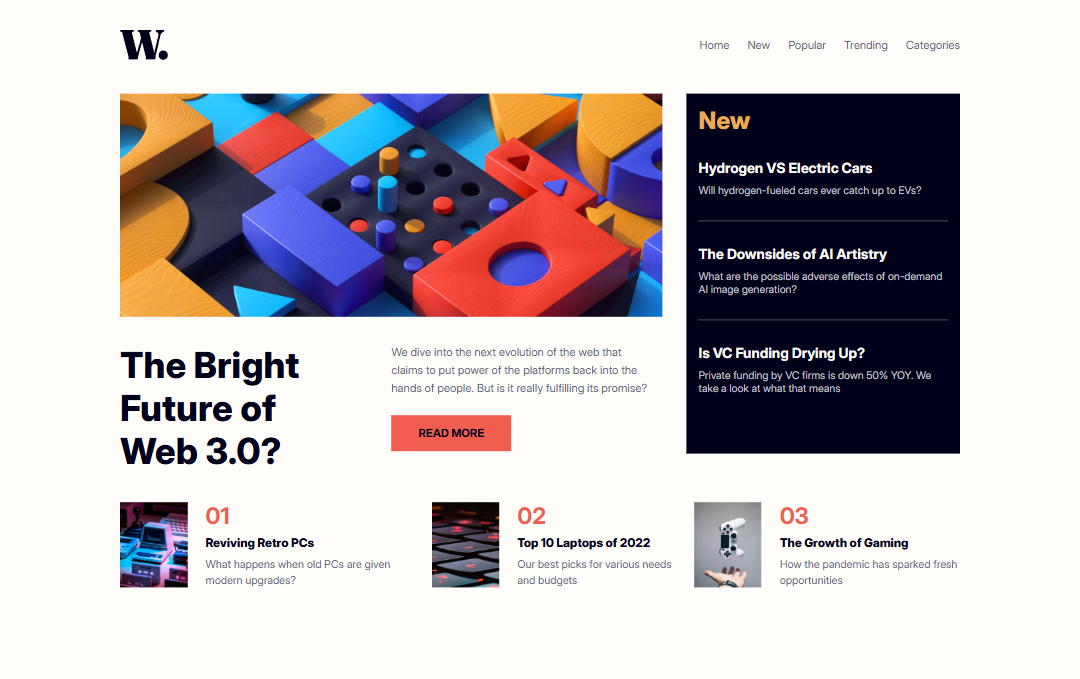 W.
Home New Popular Trending Categories
New
Hydrogen VS Electric Cars
Will hydrogen-fueled cars ever catch up to EVs?
The Downsides of AI Artistry
What are the possible adverse effects of on-demand
AI image generation?
Is VC Funding Drying Up?
Private funding by VC firms is down 50% YOY. We
take a look at what that means
The Bright
Future of
Web 3.0?
We dive into the next evolution of the web that
claims to put power of the platforms back into the
hands of people. But is it really fulfilling its promise?
READ MORE
01
Reviving Retro PCs
What happens when old PCs are given
modern upgrades?
02
Top 10 Laptops of 2022
Our best picks for various needs
and budgets
03
The Growth of Gaming
How the pandemic has sparked fresh
opportunities